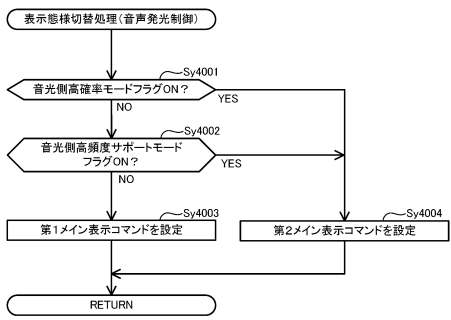 表示態様切替処理(音声発光制御)
Sy4001
音光側高確率モードフラグON?
YES
NO
Sy4002
音光側高頻度サポートモード
フラグON?
YES
NO
Sy4003
第1メイン表示コマンドを設定
Sy4004
第2メイン表示コマンドを設定
RETURN